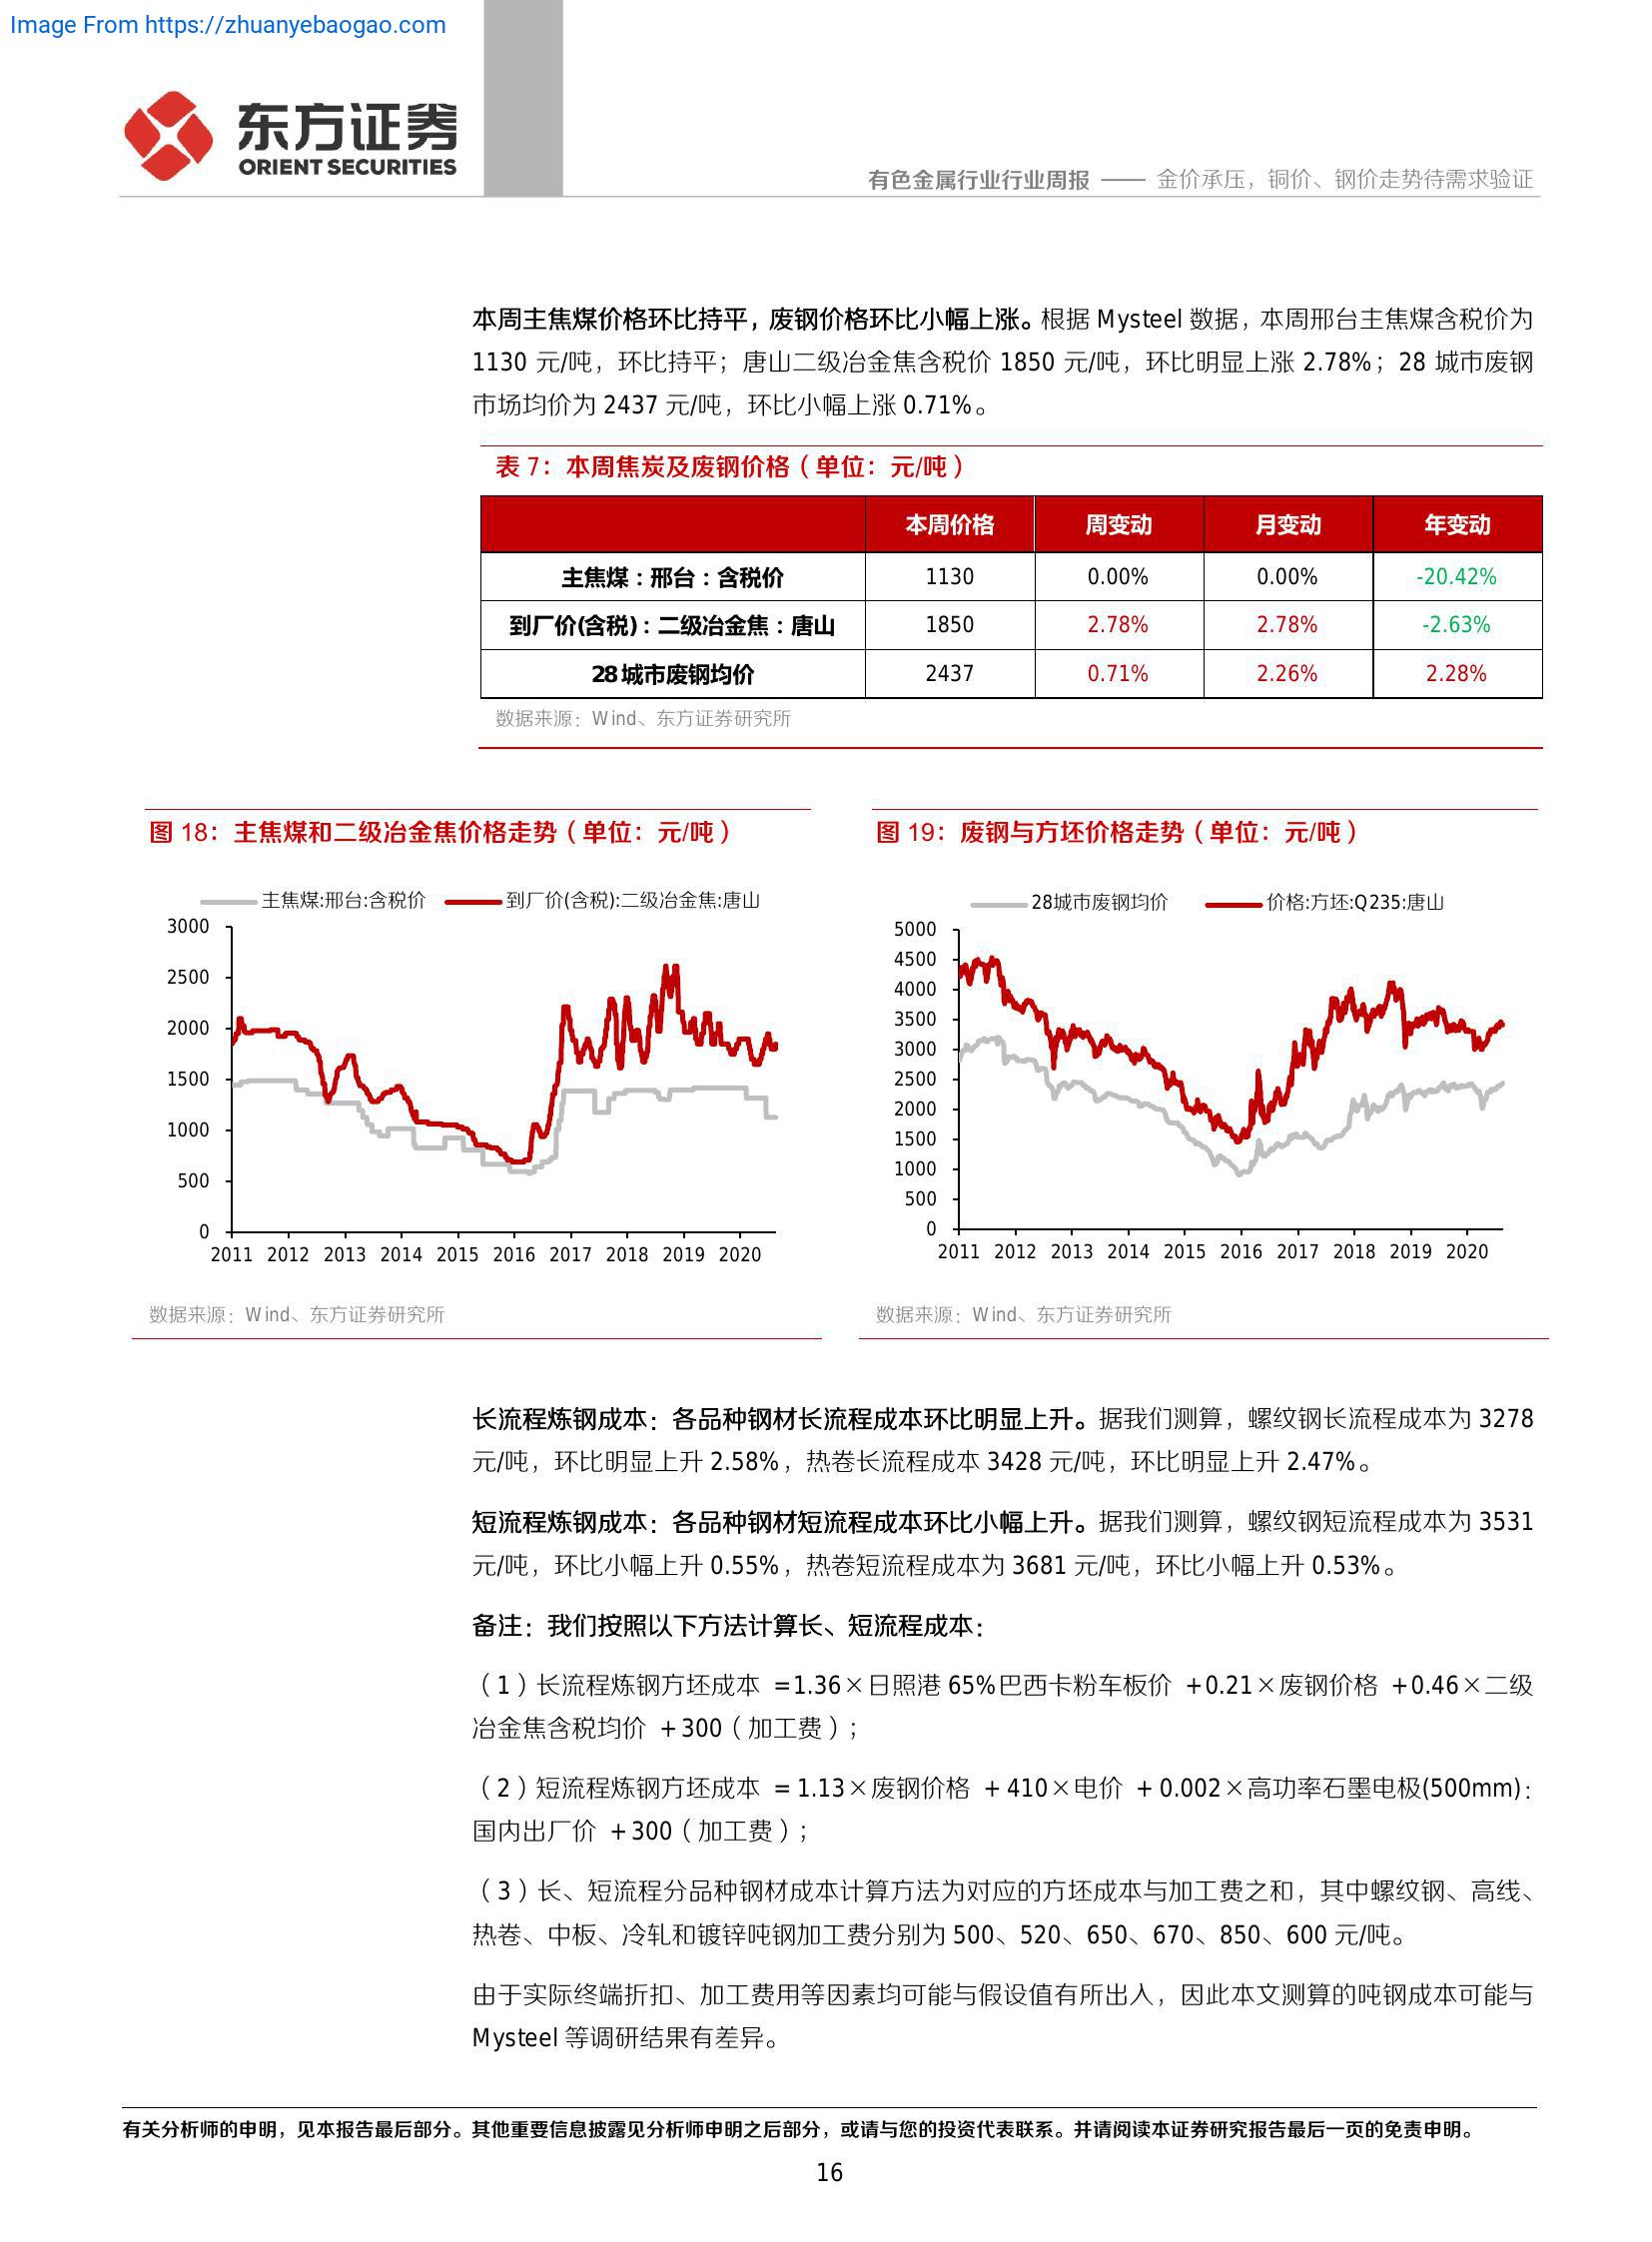 Image From https://zhuanyebaogao.com
东方证券
ORIENT SECURITIES
有色金属行业行业周报 —— 金价承压，铜价、钢价走势待需求验证
本周主焦煤价格环比持平，废钢价格环比小幅上涨。根据 Mysteel 数据，本周邢台主焦煤含税价为
1130 元/吨，环比持平；唐山二级冶金焦含税价 1850 元/吨，环比明显上涨 2.78%；28 城市废钢
市场均价为 2437 元/吨，环比小幅上涨 0.71%。
表 7：本周焦炭及废钢价格（单位：元/吨）
本周价格 周变动 月变动 年变动
主焦煤：邢台：含税价 1130 0.00% 0.00% -20.42%
到厂价(含税)：二级冶金焦：唐山 1850 2.78% 2.78% -2.63%
28 城市废钢均价 2437 0.71% 2.26% 2.28%
数据来源：Wind、东方证券研究所
图 18：主焦煤和二级冶金焦价格走势（单位：元/吨）
主焦煤:邢台:含税价 到厂价(含税):二级冶金焦:唐山
3000
2500
2000
1500
1000
500
0
2011 2012 2013 2014 2015 2016 2017 2018 2019 2020
数据来源：Wind、东方证券研究所
图 19：废钢与方坯价格走势（单位：元/吨）
28城市废钢均价 价格:方坯:Q235:唐山
5000
4500
4000
3500
3000
2500
2000
1500
1000
500
0
2011 2012 2013 2014 2015 2016 2017 2018 2019 2020
数据来源：Wind、东方证券研究所
长流程炼钢成本：各品种钢材长流程成本环比明显上升。据我们测算，螺纹钢长流程成本为 3278
元/吨，环比明显上升 2.58%，热卷长流程成本 3428 元/吨，环比明显上升 2.47%。
短流程炼钢成本：各品种钢材短流程成本环比小幅上升。据我们测算，螺纹钢短流程成本为 3531
元/吨，环比小幅上升 0.55%，热卷短流程成本为 3681 元/吨，环比小幅上升 0.53%。
备注：我们按照以下方法计算长、短流程成本：
（1）长流程炼钢方坯成本 =1.36×日照港 65%巴西卡粉车板价 +0.21×废钢价格 +0.46×二级
冶金焦含税均价 +300（加工费）；
（2）短流程炼钢方坯成本 =1.13×废钢价格 +410×电价 +0.002×高功率石墨电极(500mm)：
国内出厂价 +300（加工费）；
（3）长、短流程分品种钢材成本计算方法为对应的方坯成本与加工费之和，其中螺纹钢、高线、
热卷、中板、冷轧和镀锌吨钢加工费分别为 500、520、650、670、850、600 元/吨。
由于实际终端折扣、加工费用等因素均可能与假设值有所出入，因此本文测算的吨钢成本可能与
Mysteel 等调研结果有差异。
有关分析师的申明，见本报告最后部分。其他重要信息披露见分析师申明之后部分，或请与您的投资代表联系。并请阅读本证券研究报告最后一页的免责申明。
16